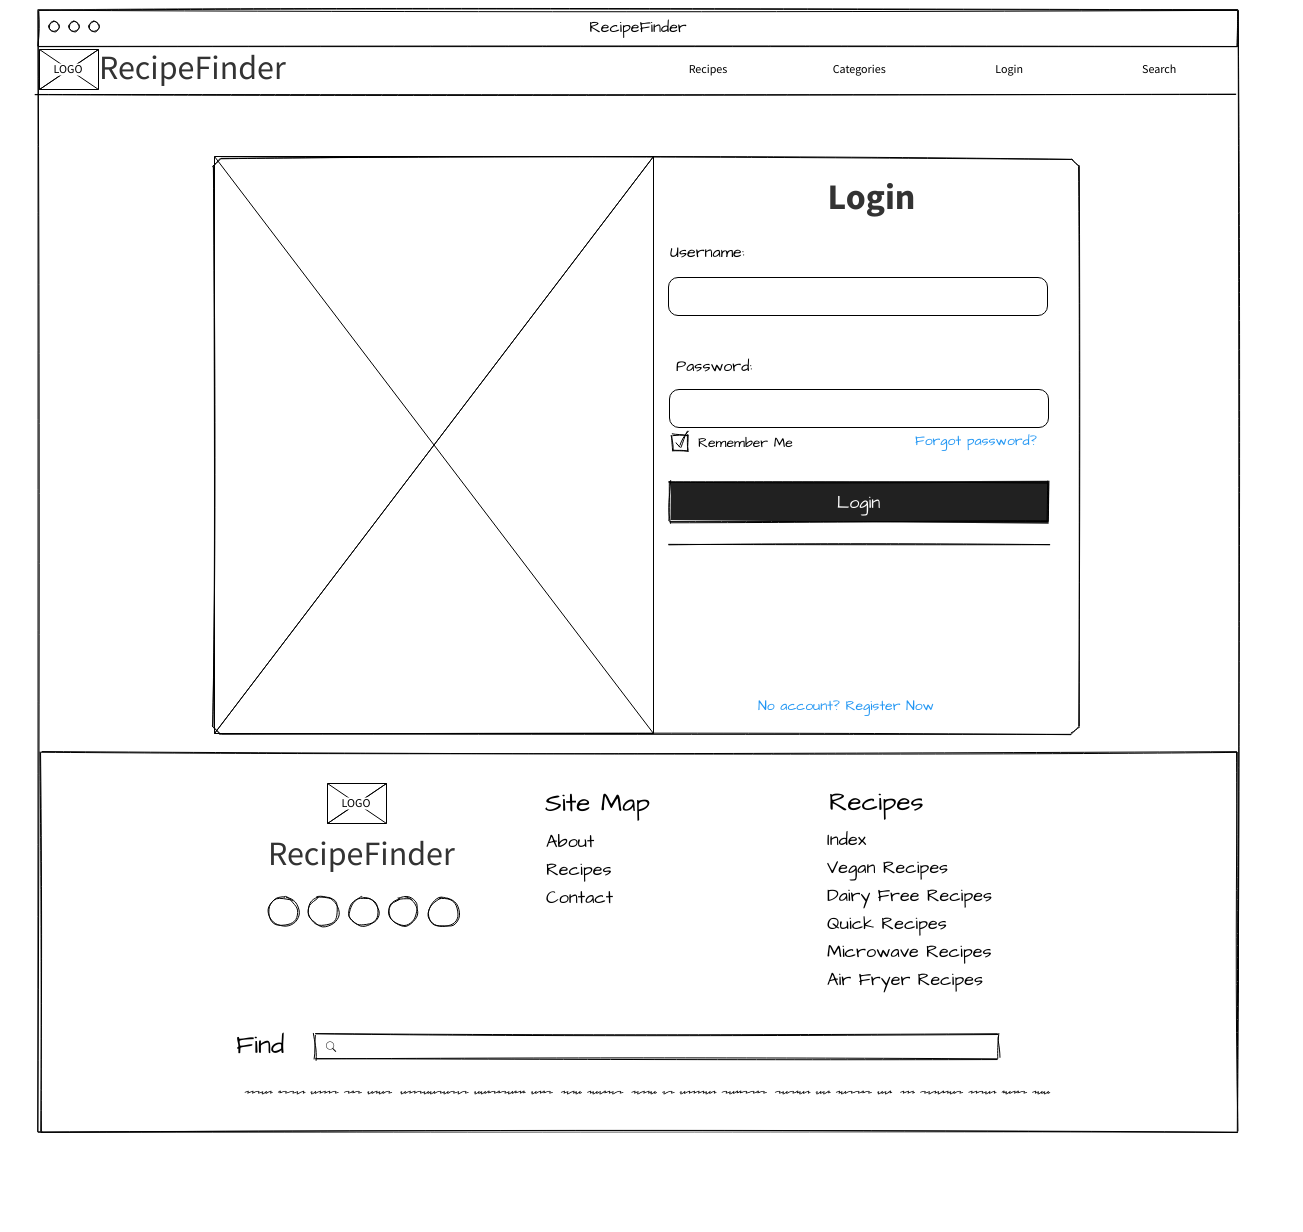 RecipeFinder
LOGO RecipeFinder Recipes Categories Login Search
Login
Username:
Password:
Remember Me Forgot password?
Login
No account? Register Now
LOGO
RecipeFinder
Site Map
About
Recipes
Contact
Recipes
Index
Vegan Recipes
Dairy Free Recipes
Quick Recipes
Microwave Recipes
Air Fryer Recipes
Find